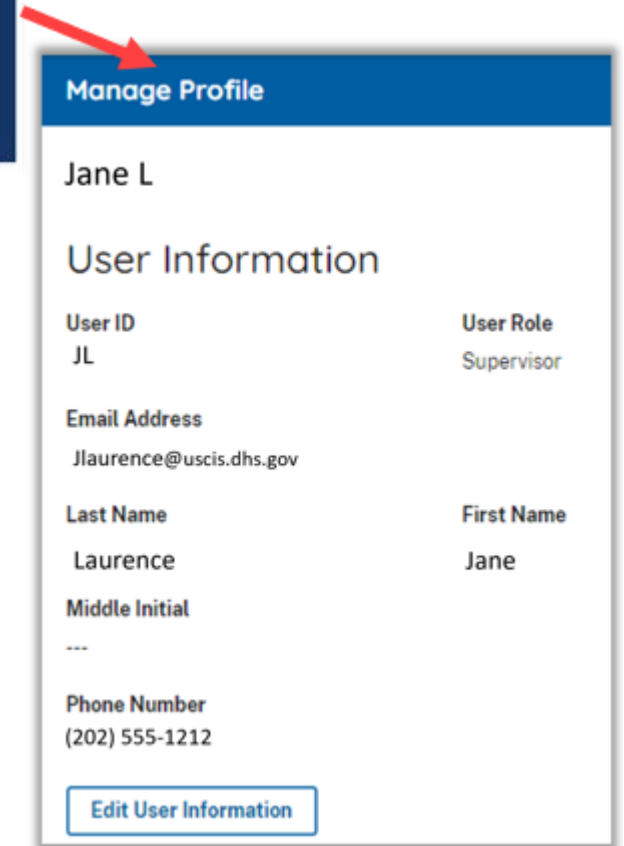 Manage Profile
Jane L
User Information
User ID User Role
JL Supervisor
Email Address
Jlaurence@uscis.dhs.gov
Last Name First Name
Laurence Jane
Middle Initial
---
Phone Number
(202) 555-1212
Edit User Information